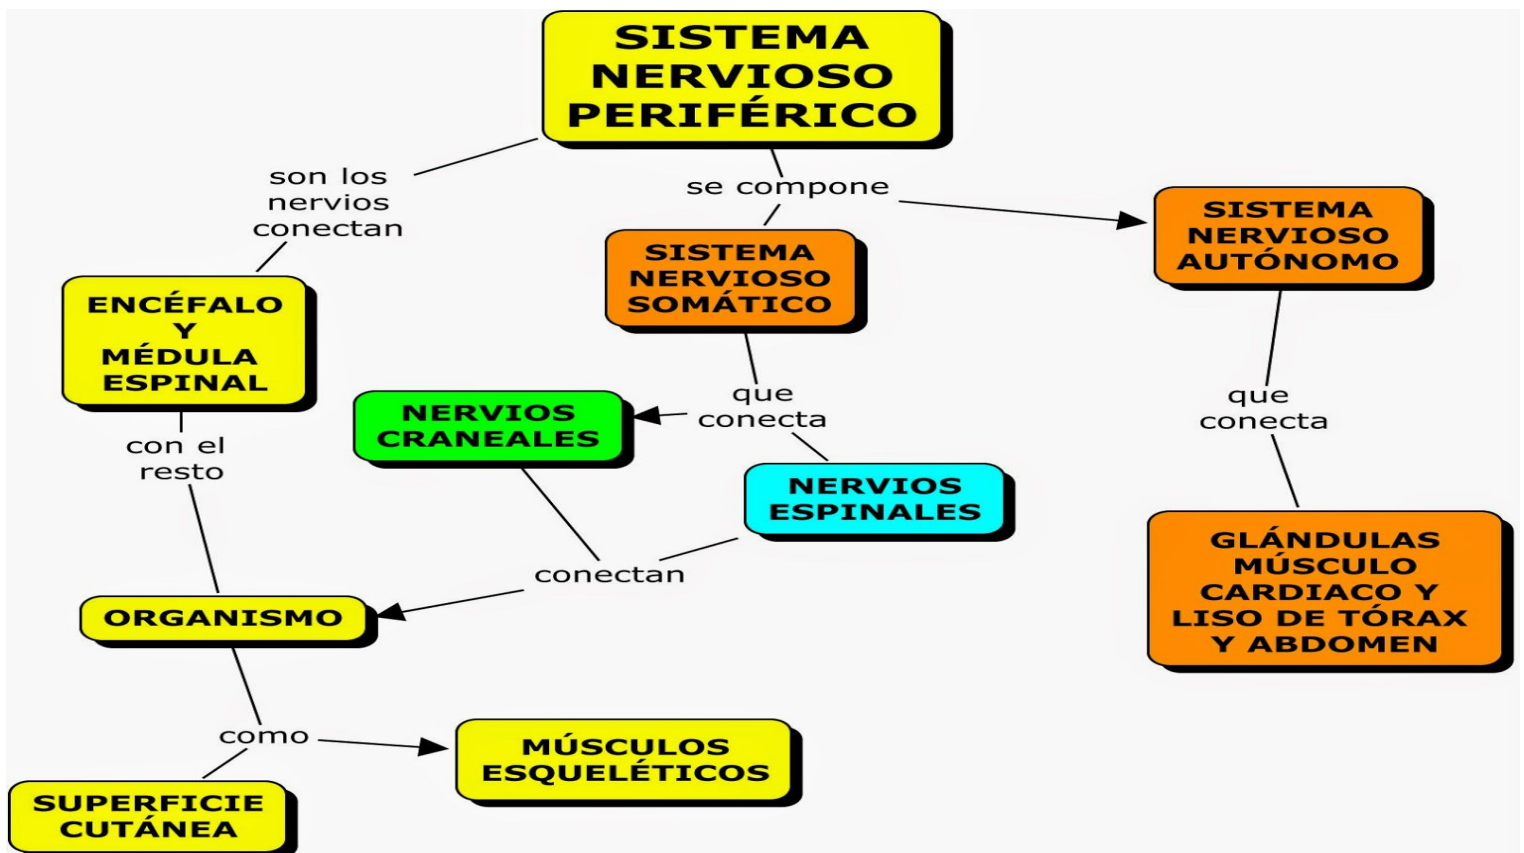 SISTEMA
NERVIOSO
PERIFÉRICO
son los
nervios
conectan
se compone
SISTEMA
NERVIOSO
AUTÓNOMO
SISTEMA
NERVIOSO
SOMÁTICO
ENCÉFALO
Y
MÉDULA
ESPINAL
que
conecta
que
conecta
NERVIOS
CRANEALES
con el
resto
NERVIOS
ESPINALES
GLÁNDULAS
MÚSCULO
CARDIACO Y
LISO DE TÓRAX
Y ABDOMEN
conectan
ORGANISMO
como
MÚSCULOS
ESQUELÉTICOS
SUPERFICIE
CUTÁNEA